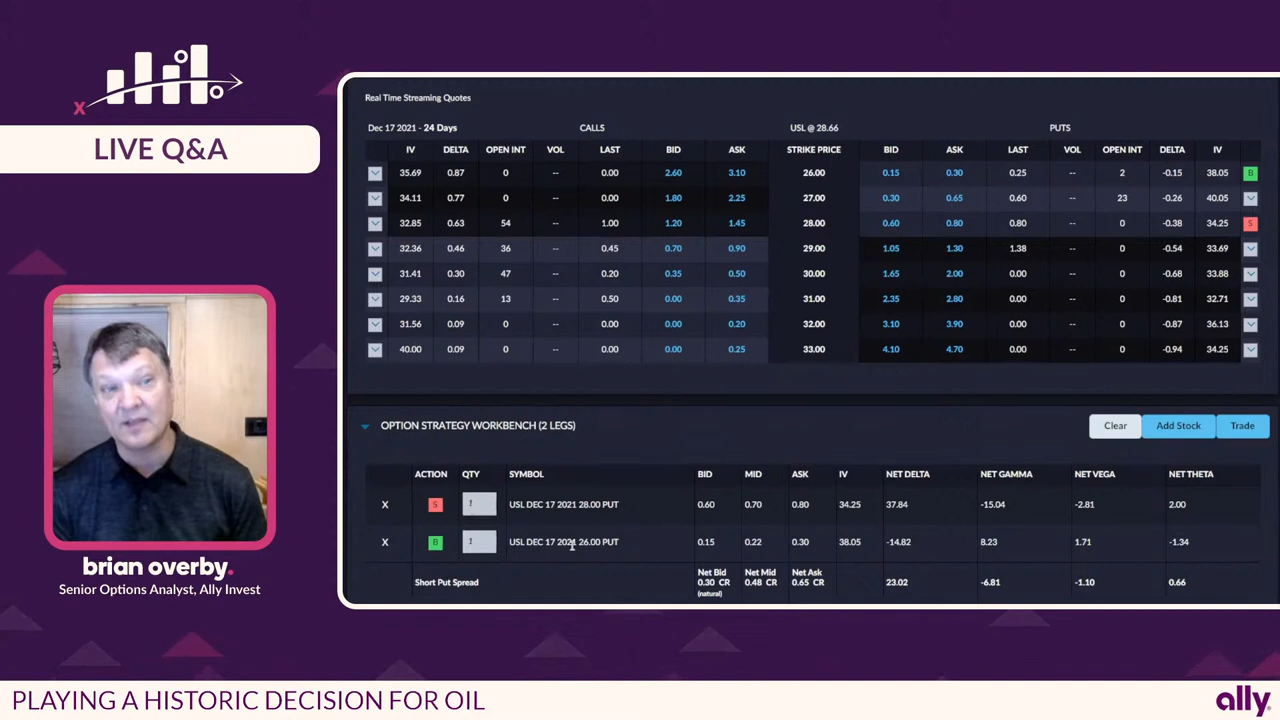 X
LIVE Q&A
Real Time Streaming Quotes
Dec 17 2021 - 24 Days CALLS USL @ 28.66 PUTS
IV DELTA OPEN INT VOL LAST BID ASK STRIKE PRICE BID ASK LAST VOL OPEN INT DELTA IV
35.69 0.87 0 -- 0.00 2.60 3.10 26.00 0.15 0.30 0.25 -- 2 -0.15 38.05 B
34.11 0.77 0 -- 0.00 1.80 2.25 27.00 0.30 0.65 0.60 -- 23 -0.26 40.05
32.85 0.63 54 -- 1.00 1.20 1.45 28.00 0.60 0.80 0.80 -- 0 -0.38 34.25 S
32.36 0.46 36 -- 0.45 0.70 0.90 29.00 1.05 1.30 1.38 -- 0 -0.54 33.69
31.41 0.30 47 -- 0.20 0.35 0.50 30.00 1.65 2.00 0.00 -- 0 -0.68 33.88
29.33 0.16 13 -- 0.50 0.00 0.35 31.00 2.35 2.80 0.00 -- 0 -0.81 32.71
31.56 0.09 0 -- 0.00 0.00 0.20 32.00 3.10 3.90 0.00 -- 0 -0.87 36.13
40.00 0.09 0 -- 0.00 0.00 0.25 33.00 4.10 4.70 0.00 -- 0 -0.94 34.25
OPTION STRATEGY WORKBENCH (2 LEGS) Clear Add Stock Trade
ACTION QTY SYMBOL BID MID ASK IV NET DELTA NET GAMMA NET VEGA NET THETA
X S 1 USL DEC 17 2021 28.00 PUT 0.60 0.70 0.80 34.25 37.84 -15.04 -2.81 2.00
X B 1 USL DEC 17 2021 26.00 PUT 0.15 0.22 0.30 38.05 -14.82 8.23 1.71 -1.34
Net Bid Net Mid Net Ask
Short Put Spread 0.30 CR 0.48 CR 0.65 CR 23.02 -6.81 -1.10 0.66
(natural)
brian overby.
Senior Options Analyst, Ally Invest
PLAYING A HISTORIC DECISION FOR OIL
ally